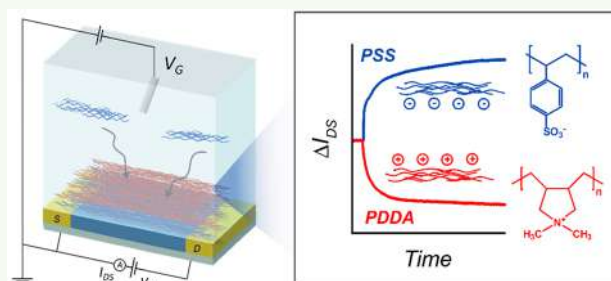 V_G
S
D
I_DS
A
V
ΔI_DS
PSS
⊖ ⊖ ⊖ ⊖
⊕ ⊕ ⊕ ⊕
PDDA
Time
n
SO₃⁻
n
N⁺
H₃C
CH₃